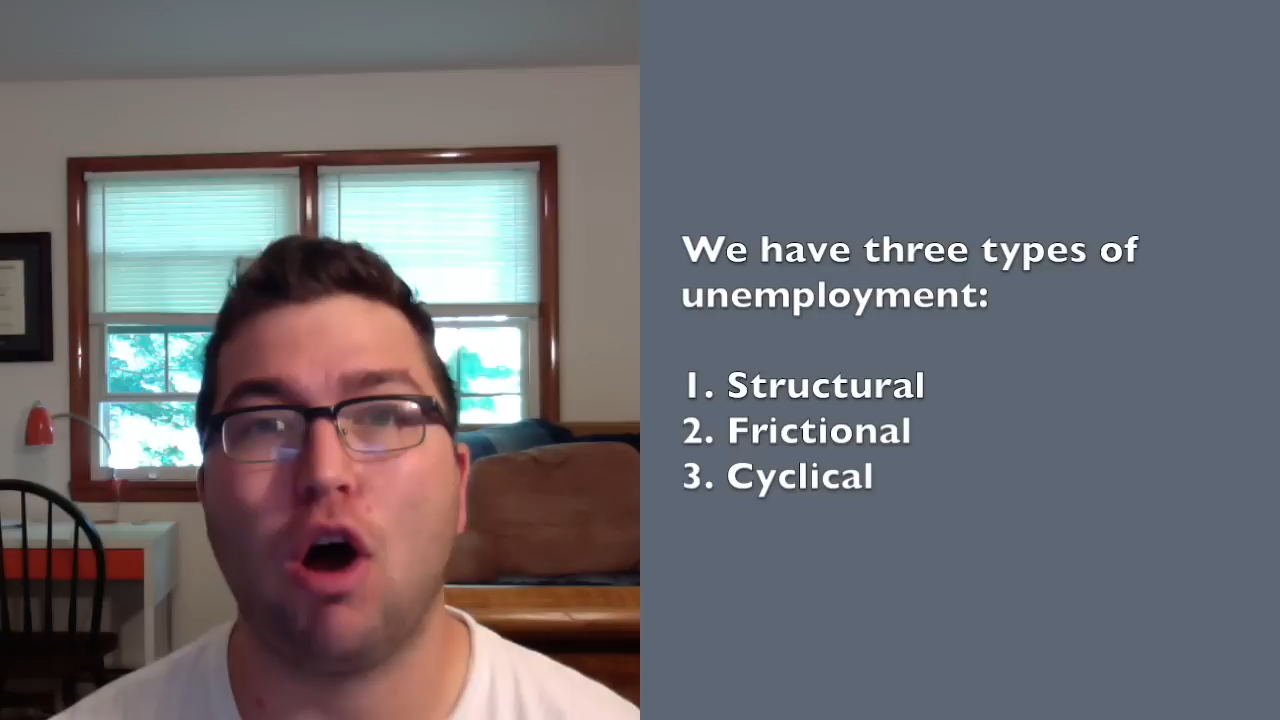 We have three types of
unemployment:
1. Structural
2. Frictional
3. Cyclical